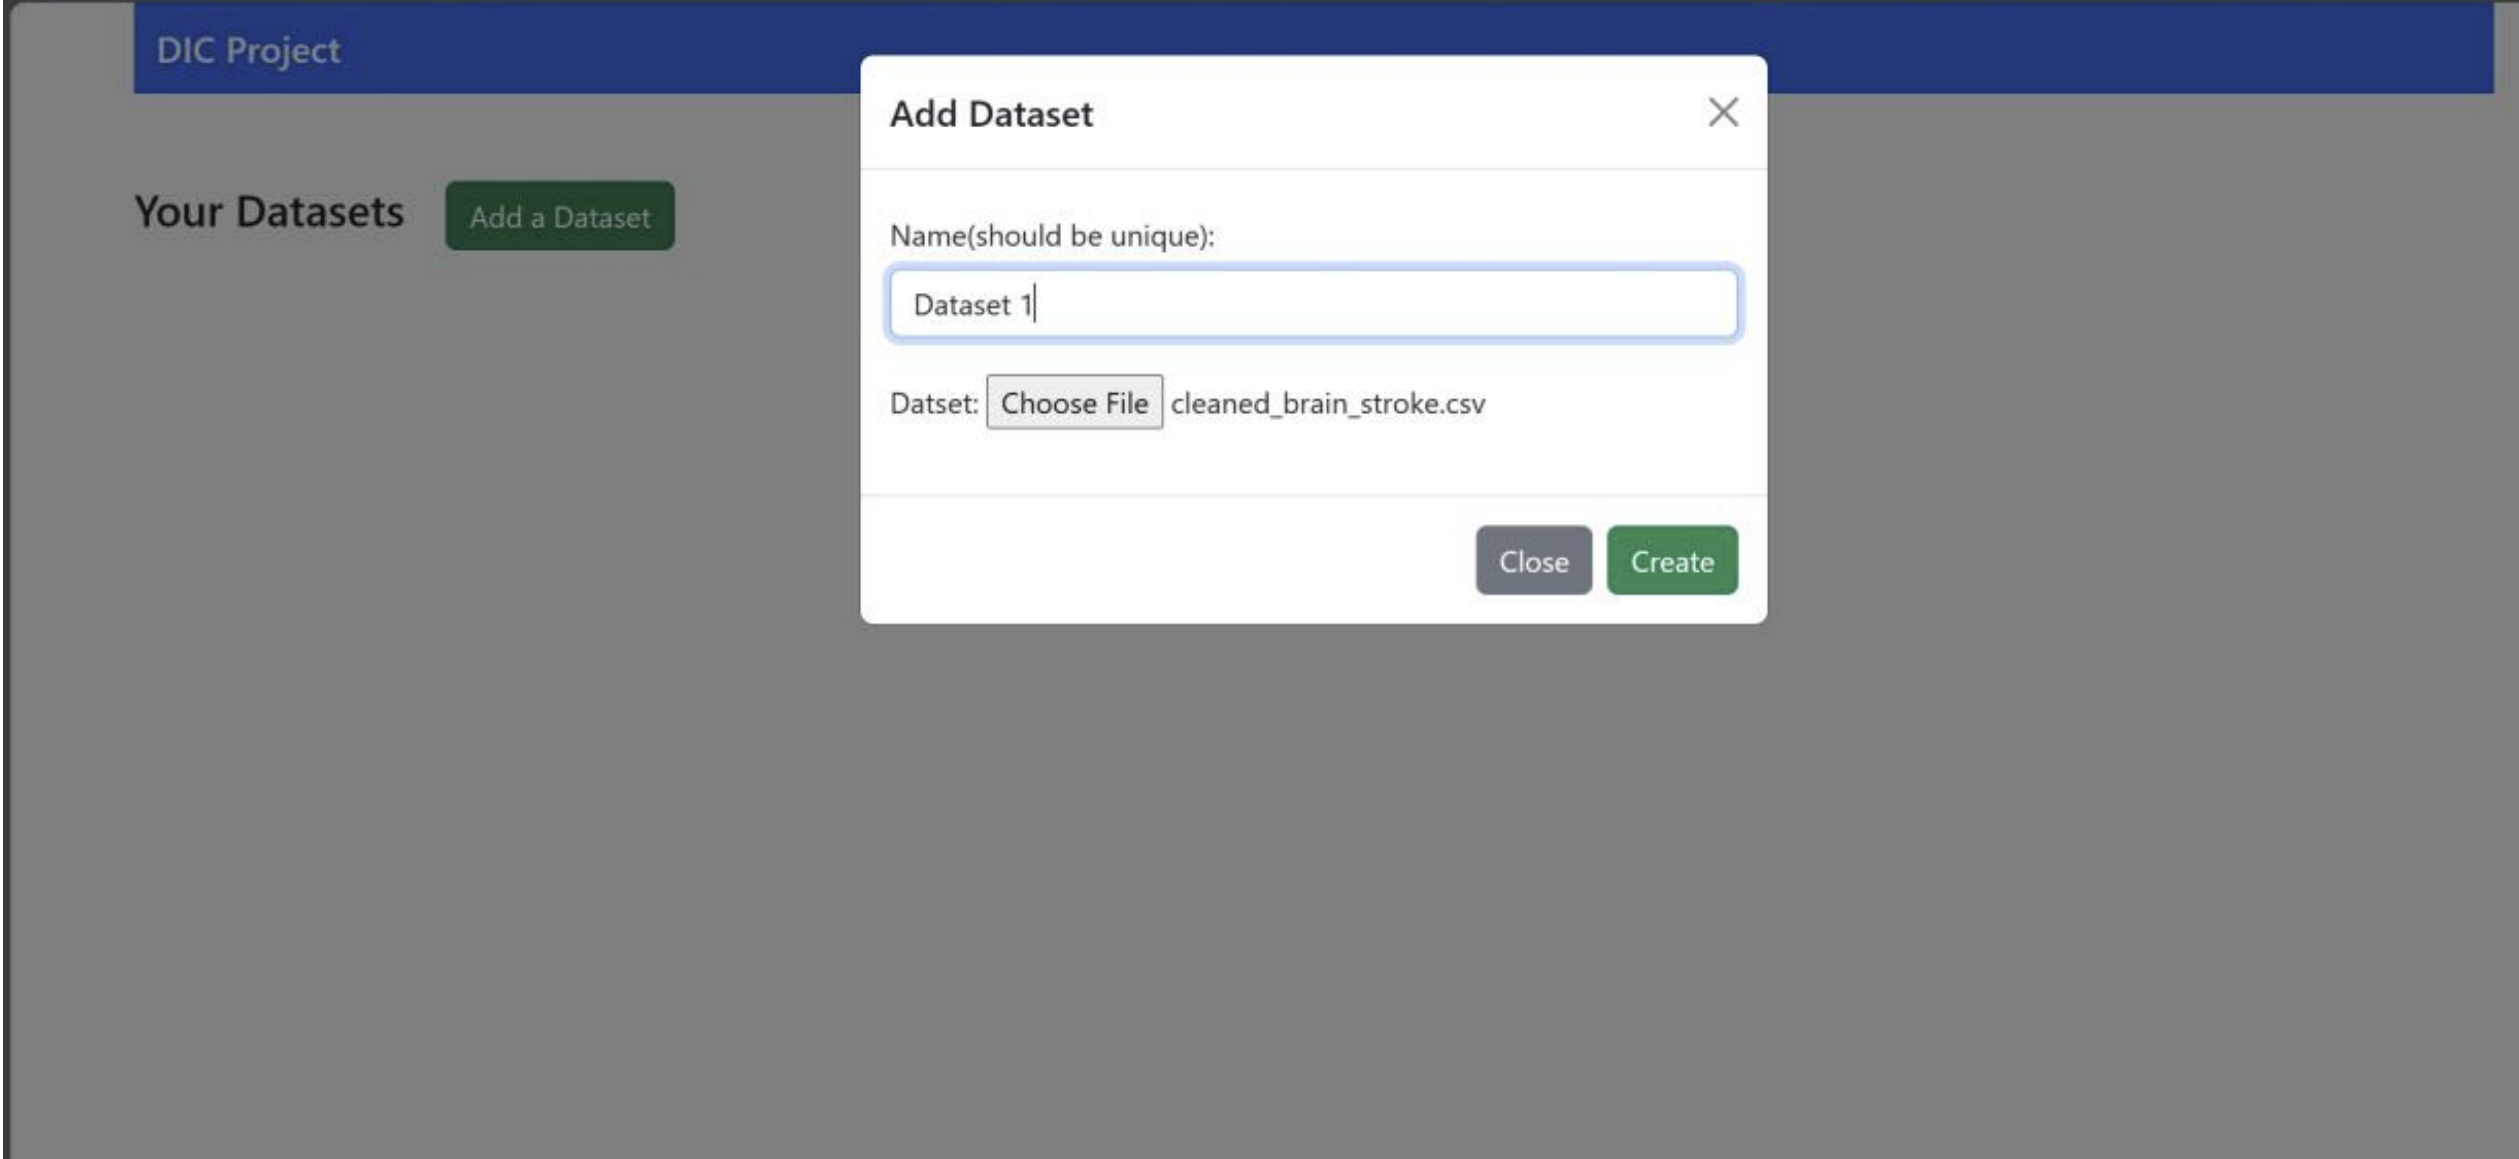 DIC Project
Add Dataset
Your Datasets
Add a Dataset
Name(should be unique):
Dataset 1
Datset: Choose File cleaned_brain_stroke.csv
Close Create